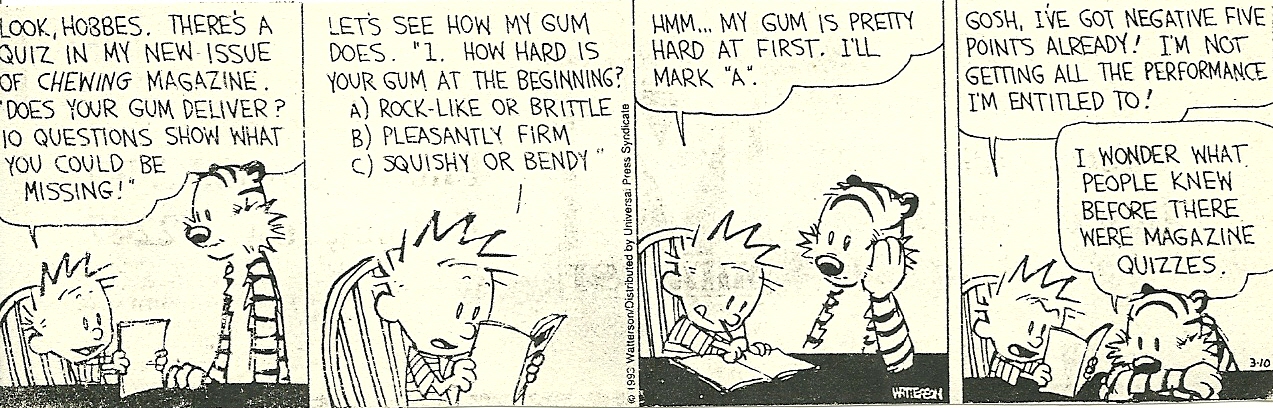 LOOK, HOBBES. THERE'S A
QUIZ IN MY NEW ISSUE
OF CHEWING MAGAZINE.
"DOES YOUR GUM DELIVER?
10 QUESTIONS SHOW WHAT
YOU COULD BE
MISSING!"
LET'S SEE HOW MY GUM
DOES. "1. HOW HARD IS
YOUR GUM AT THE BEGINNING?
A) ROCK-LIKE OR BRITTLE
B) PLEASANTLY FIRM
C) SQUISHY OR BENDY"
© 1993 Watterson/Distributed by Universal Press Syndicate
HMM... MY GUM IS PRETTY
HARD AT FIRST. I'LL
MARK "A".
WATTERSON
GOSH, I'VE GOT NEGATIVE FIVE
POINTS ALREADY! I'M NOT
GETTING ALL THE PERFORMANCE
I'M ENTITLED TO!
I WONDER WHAT
PEOPLE KNEW
BEFORE THERE
WERE MAGAZINE
QUIZZES.
3-10